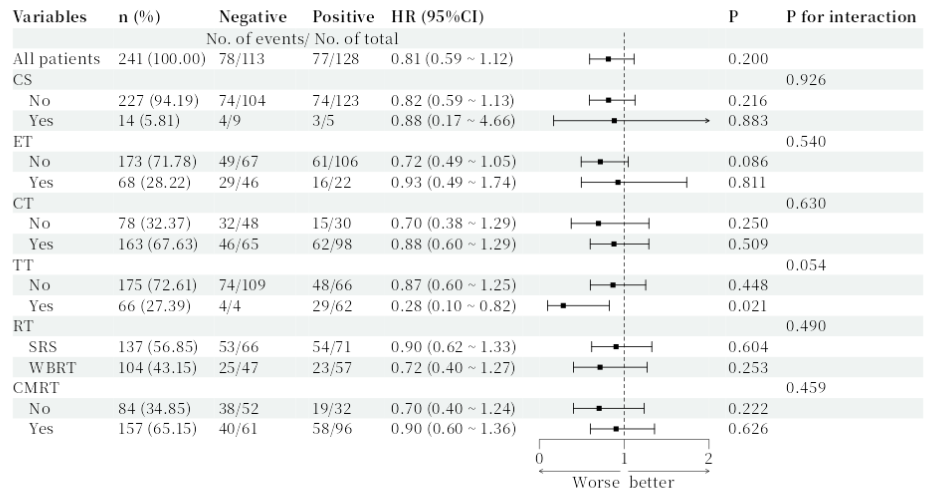 Variables n (%) Negative Positive HR (95%CI) P P for interaction
No. of events/ No. of total
All patients 241 (100.00) 78/113 77/128 0.81 (0.59 ~ 1.12) 0.200
CS 0.926
No 227 (94.19) 74/104 74/123 0.82 (0.59 ~ 1.13) 0.216
Yes 14 (5.81) 4/9 3/5 0.88 (0.17 ~ 4.66) 0.883
ET 0.540
No 173 (71.78) 49/67 61/106 0.72 (0.49 ~ 1.05) 0.086
Yes 68 (28.22) 29/46 16/22 0.93 (0.49 ~ 1.74) 0.811
CT 0.630
No 78 (32.37) 32/48 15/30 0.70 (0.38 ~ 1.29) 0.250
Yes 163 (67.63) 46/65 62/98 0.88 (0.60 ~ 1.29) 0.509
TT 0.054
No 175 (72.61) 74/109 48/66 0.87 (0.60 ~ 1.25) 0.448
Yes 66 (27.39) 4/4 29/62 0.28 (0.10 ~ 0.82) 0.021
RT 0.490
SRS 137 (56.85) 53/66 54/71 0.90 (0.62 ~ 1.33) 0.604
WBRT 104 (43.15) 25/47 23/57 0.72 (0.40 ~ 1.27) 0.253
CMRT 0.459
No 84 (34.85) 38/52 19/32 0.70 (0.40 ~ 1.24) 0.222
Yes 157 (65.15) 40/61 58/96 0.90 (0.60 ~ 1.36) 0.626
0 1 2
Worse better